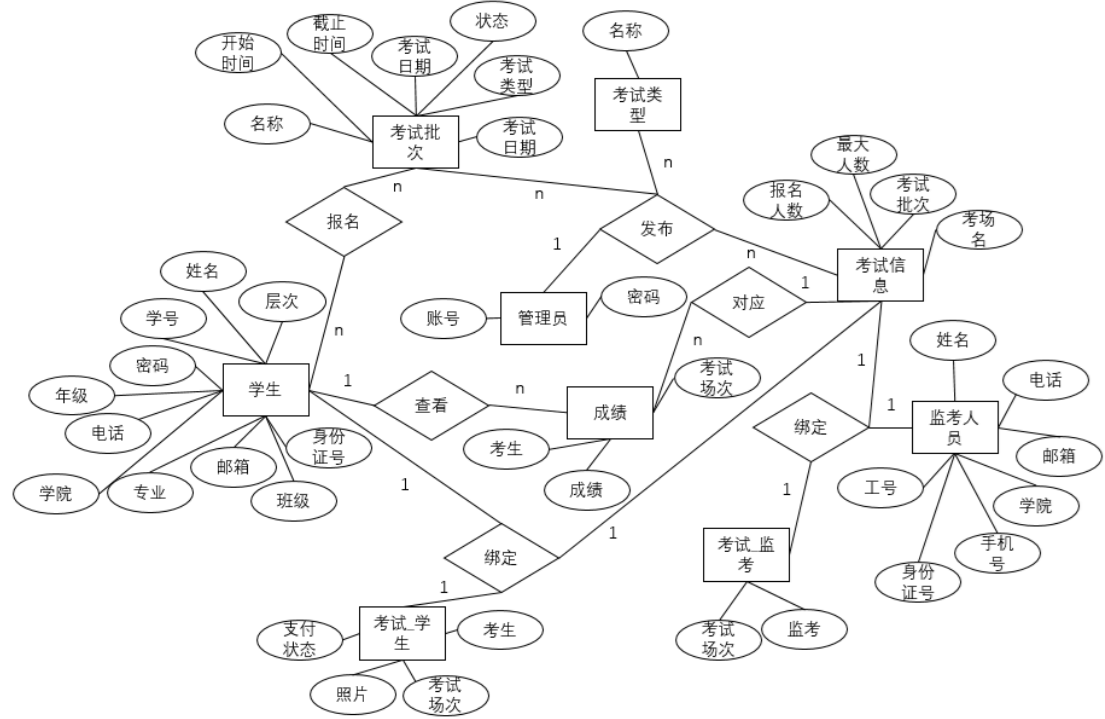 状态
截止
时间
名称
开始
时间
考试
日期
考试
类型
考试类
型
名称
考试批
次
考试
日期
最大
人数
报名
人数
考试
批次
考场
名
n
n
n
报名
发布
1
n
考试信
息
姓名
层次
密码
对应
1
账号
管理员
学号
n
n
姓名
密码
1
考试
场次
1
电话
年级
学生
1
n
查看
成绩
绑定
1
监考人
员
电话
身份
证号
考生
邮箱
邮箱
学院
专业
班级
1
成绩
1
工号
学院
1
考试_监
考
手机
号
绑定
身份
证号
1
支付
状态
考试_学
生
考生
考试
场次
监考
照片
考试
场次